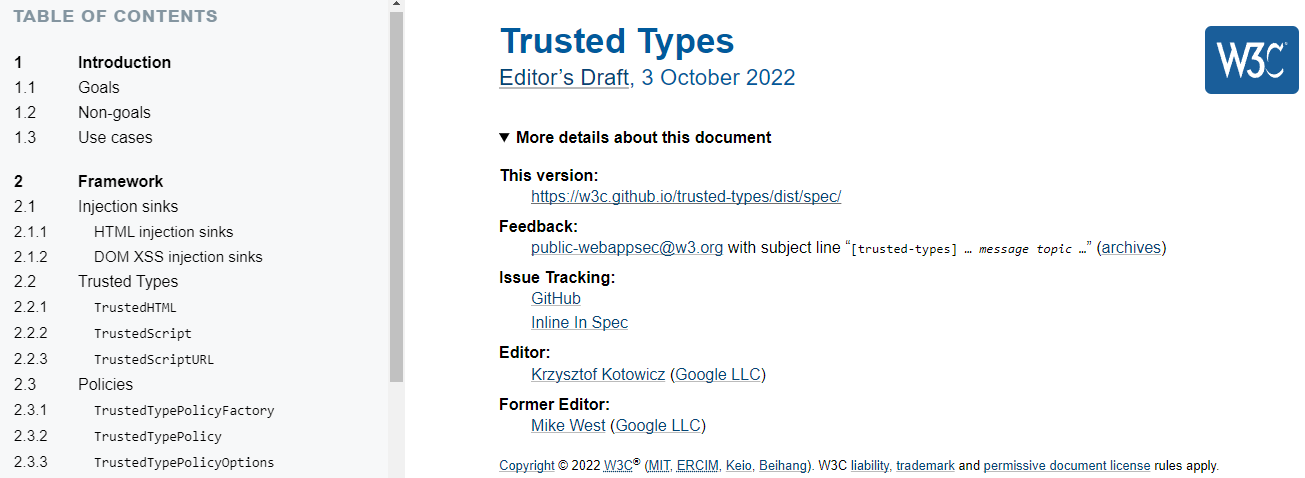 TABLE OF CONTENTS
1 Introduction
1.1 Goals
1.2 Non-goals
1.3 Use cases
2 Framework
2.1 Injection sinks
2.1.1 HTML injection sinks
2.1.2 DOM XSS injection sinks
2.2 Trusted Types
2.2.1 TrustedHTML
2.2.2 TrustedScript
2.2.3 TrustedScriptURL
2.3 Policies
2.3.1 TrustedTypePolicyFactory
2.3.2 TrustedTypePolicy
2.3.3 TrustedTypePolicyOptions
Trusted Types
W3C
Editor’s Draft, 3 October 2022
▼ More details about this document
This version:
https://w3c.github.io/trusted-types/dist/spec/
Feedback:
public-webappsec@w3.org with subject line “[trusted-types] … message topic …” (archives)
Issue Tracking:
GitHub
Inline In Spec
Editor:
Krzysztof Kotowicz (Google LLC)
Former Editor:
Mike West (Google LLC)
Copyright © 2022 W3C® (MIT, ERCIM, Keio, Beihang). W3C liability, trademark and permissive document license rules apply.